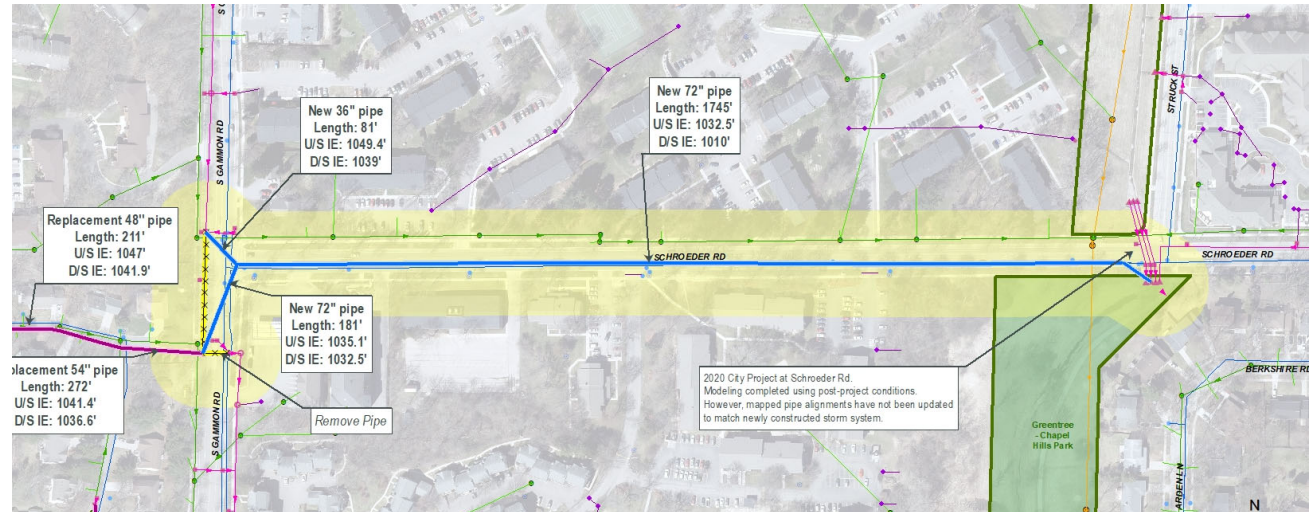 S GAMMON RD
New 36" pipe
Length: 81'
U/S IE: 1049.4'
D/S IE: 1039'
New 72" pipe
Length: 1745'
U/S IE: 1032.5'
D/S IE: 1010'
STRUCK ST
Replacement 48" pipe
Length: 211'
U/S IE: 1047'
D/S IE: 1041.9'
SCHROEDER RD
SCHROEDER RD
New 72" pipe
Length: 181'
U/S IE: 1035.1'
D/S IE: 1032.5'
placement 54" pipe
Length: 272'
U/S IE: 1041.4'
D/S IE: 1036.6'
Remove Pipe
S GAMMON RD
2020 City Project at Schroeder Rd.
Modeling completed using post-project conditions.
However, mapped pipe alignments have not been updated
to match newly constructed storm system.
BERKSHIRE RD
Greentree
- Chapel
Hills Park
ARDEN LN
N